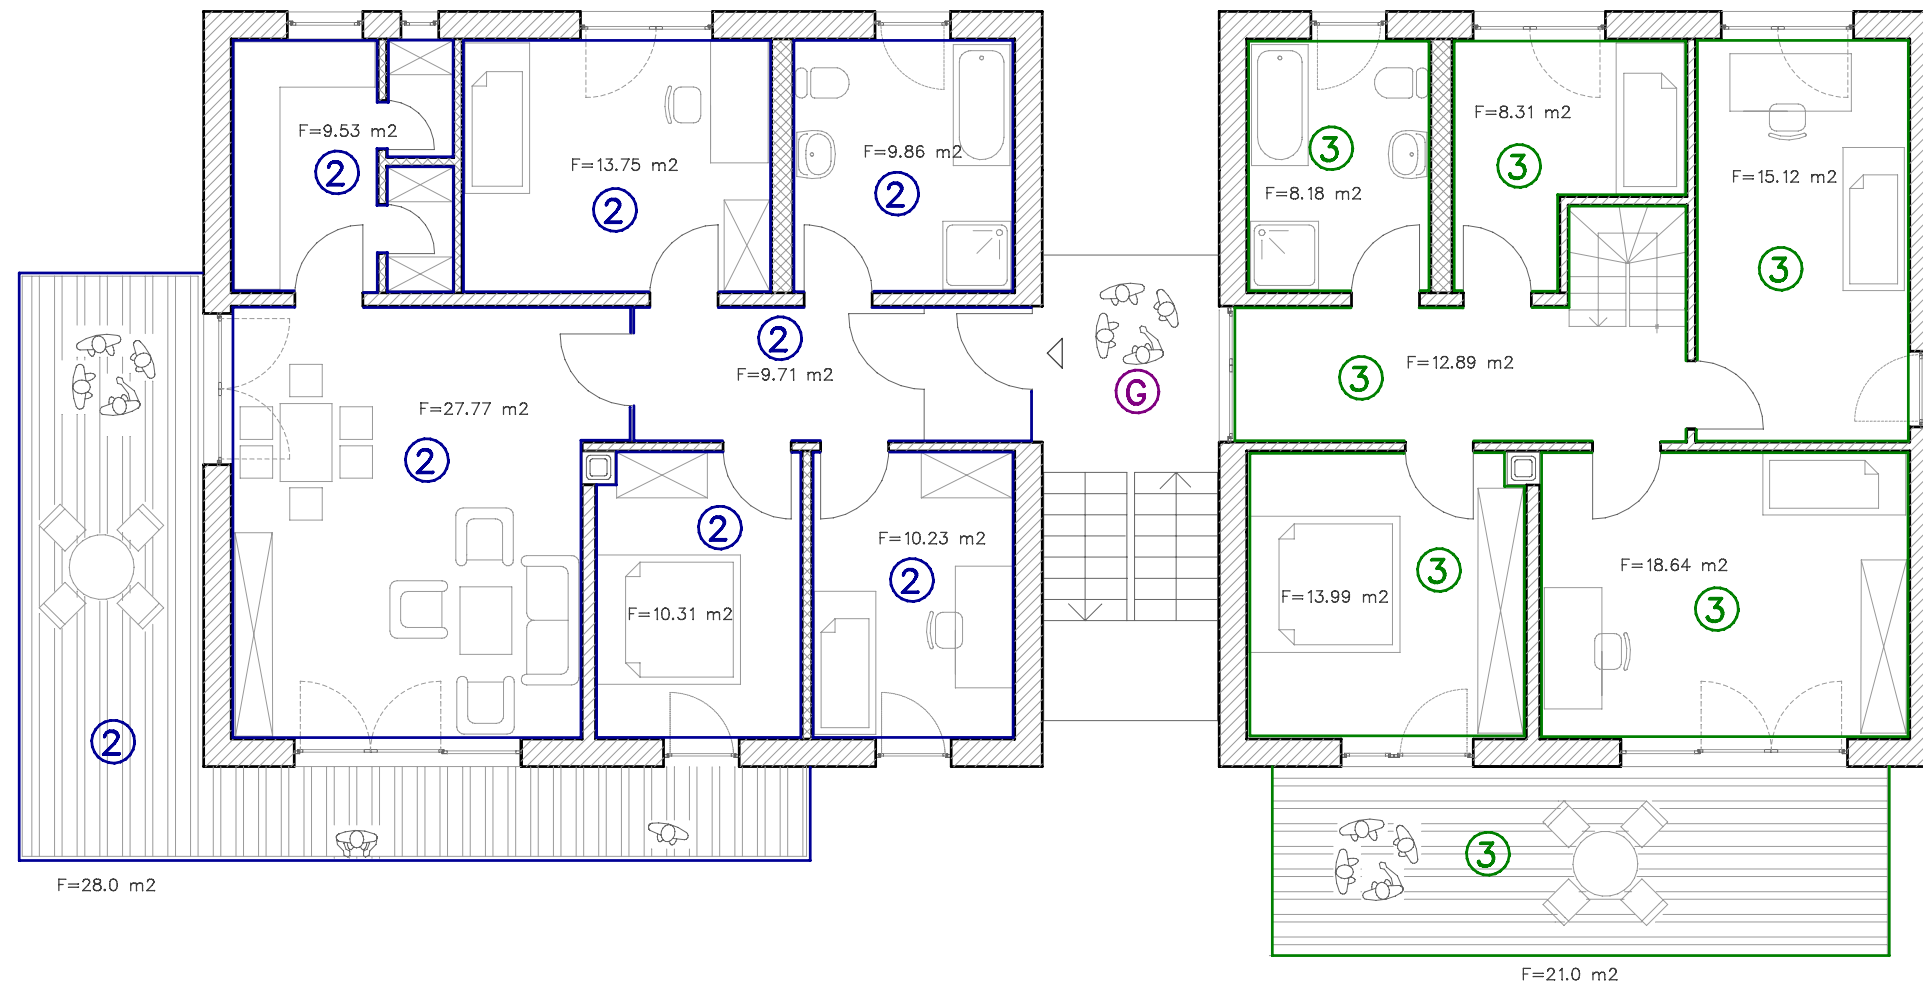 F=9.53 m2
2
F=13.75 m2
2
F=9.86 m2
2
2
F=9.71 m2
F=27.77 m2
2
2
F=10.31 m2
F=10.23 m2
2
2
F=28.0 m2
G
3
F=8.18 m2
F=8.31 m2
3
F=15.12 m2
3
F=12.89 m2
3
3
F=13.99 m2
F=18.64 m2
3
3
F=21.0 m2